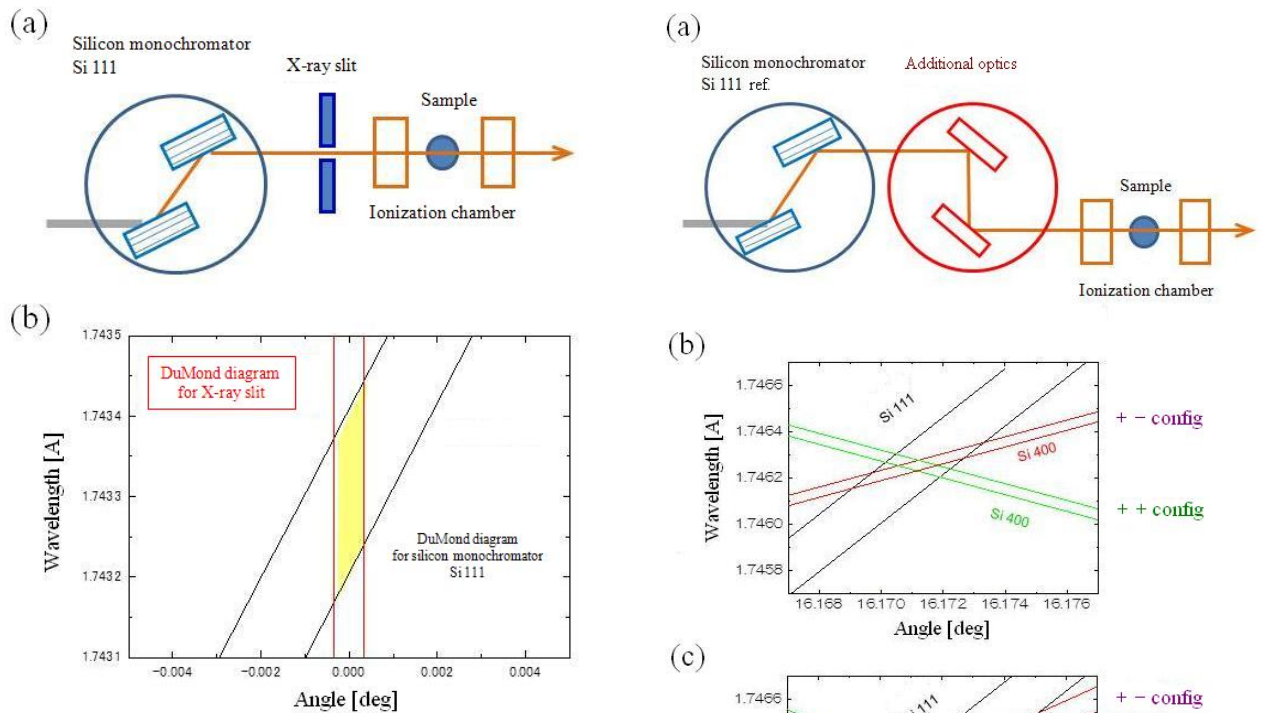 (a)
Silicon monochromator
Si 111
X-ray slit
Sample
Ionization chamber
(b)
1.7435
1.7434
1.7433
1.7432
1.7431
Wavelength [A]
DuMond diagram
for X-ray slit
DuMond diagram
for silicon monochromator
Si 111
−0.004
−0.002
0.000
0.002
0.004
Angle [deg]
(a)
Silicon monochromator
Si 111 ref.
Additional optics
Sample
Ionization chamber
(b)
1.7466
1.7464
1.7462
1.7460
1.7458
Wavelength [A]
Si 111
Si 400
Si 400
+ − config
+ + config
16.168
16.170
16.172
16.174
16.176
Angle [deg]
(c)
1.7466
111
+ − config